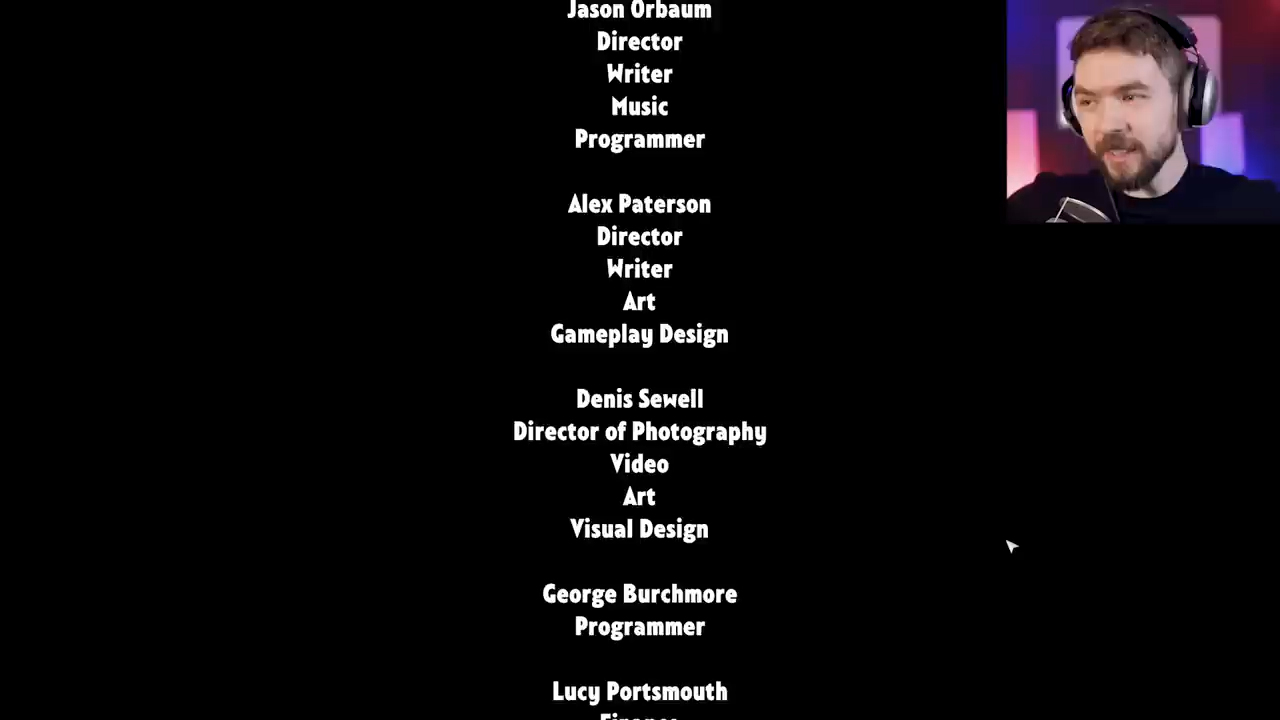 Jason Orbaum
Director
Writer
Music
Programmer
Alex Paterson
Director
Writer
Art
Gameplay Design
Denis Sewell
Director of Photography
Video
Art
Visual Design
George Burchmore
Programmer
Lucy Portsmouth